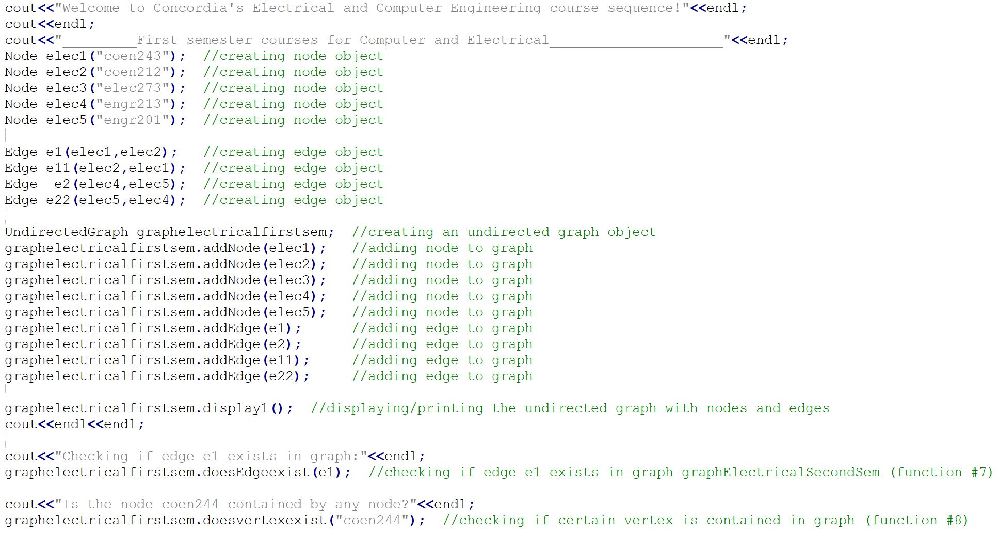 cout<<"Welcome to Concordia's Electrical and Computer Engineering course sequence!"<<endl;
cout<<endl;
cout<<"_________First semester courses for Computer and Electrical_____________________"<<endl;
Node elec1("coen243");  //creating node object
Node elec2("coen212");  //creating node object
Node elec3("elec273");  //creating node object
Node elec4("engr213");  //creating node object
Node elec5("engr201");  //creating node object
Edge e1(elec1,elec2);   //creating edge object
Edge e11(elec2,elec1);  //creating edge object
Edge  e2(elec4,elec5);  //creating edge object
Edge e22(elec5,elec4);  //creating edge object
UndirectedGraph graphelectricalfirstsem;  //creating an undirected graph object
graphelectricalfirstsem.addNode(elec1);   //adding node to graph
graphelectricalfirstsem.addNode(elec2);   //adding node to graph
graphelectricalfirstsem.addNode(elec3);   //adding node to graph
graphelectricalfirstsem.addNode(elec4);   //adding node to graph
graphelectricalfirstsem.addNode(elec5);   //adding node to graph
graphelectricalfirstsem.addEdge(e1);      //adding edge to graph
graphelectricalfirstsem.addEdge(e2);      //adding edge to graph
graphelectricalfirstsem.addEdge(e11);     //adding edge to graph
graphelectricalfirstsem.addEdge(e22);     //adding edge to graph
graphelectricalfirstsem.display1();  //displaying/printing the undirected graph with nodes and edges
cout<<endl<<endl;
cout<<"Checking if edge e1 exists in graph:"<<endl;
graphelectricalfirstsem.doesEdgeexist(e1);  //checking if edge e1 exists in graph graphElectricalSecondSem (function #7)
cout<<"Is the node coen244 contained by any node?"<<endl;
graphelectricalfirstsem.doesvertexexist("coen244");  //checking if certain vertex is contained in graph (function #8)